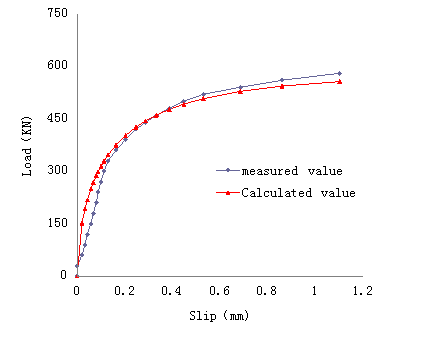 750
600
450
300
150
0
Load (KN)
measured value
Calculated value
0 0.2 0.4 0.6 0.8 1 1.2
Slip (mm)